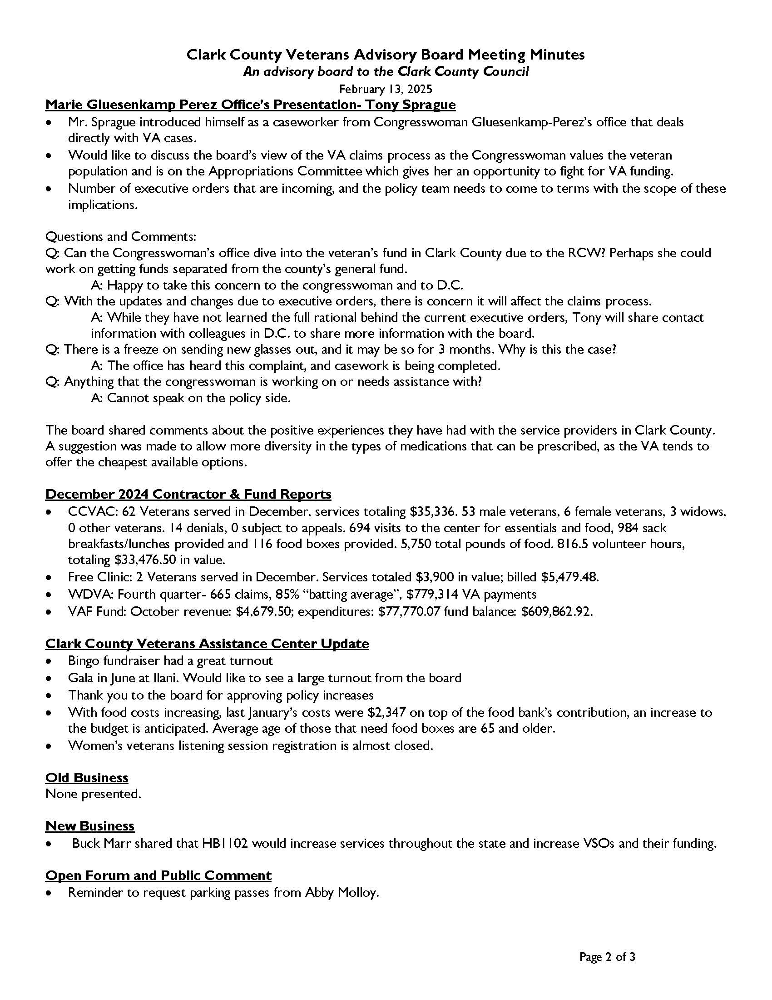 Clark County Veterans Advisory Board Meeting Minutes
An advisory board to the Clark County Council
February 13, 2025
Marie Gluesenkamp Perez Office's Presentation- Tony Sprague
• Mr. Sprague introduced himself as a caseworker from Congresswoman Gluesenkamp-Perez's office that deals
directly with VA cases.
• Would like to discuss the board's view of the VA claims process as the Congresswoman values the veteran
population and is on the Appropriations Committee which gives her an opportunity to fight for VA funding.
• Number of executive orders that are incoming, and the policy team needs to come to terms with the scope of these
implications.
Questions and Comments:
Q: Can the Congresswoman's office dive into the veteran's fund in Clark County due to the RCW? Perhaps she could
work on getting funds separated from the county's general fund.
A: Happy to take this concern to the congresswoman and to D.C.
Q: With the updates and changes due to executive orders, there is concern it will affect the claims process.
A: While they have not learned the full rational behind the current executive orders, Tony will share contact
information with colleagues in D.C. to share more information with the board.
Q: There is a freeze on sending new glasses out, and it may be so for 3 months. Why is this the case?
A: The office has heard this complaint, and casework is being completed.
Q: Anything that the congresswoman is working on or needs assistance with?
A: Cannot speak on the policy side.
The board shared comments about the positive experiences they have had with the service providers in Clark County.
A suggestion was made to allow more diversity in the types of medications that can be prescribed, as the VA tends to
offer the cheapest available options.
December 2024 Contractor & Fund Reports
• CCVAC: 62 Veterans served in December, services totaling $35,336. 53 male veterans, 6 female veterans, 3 widows,
0 other veterans. 14 denials, 0 subject to appeals. 694 visits to the center for essentials and food, 984 sack
breakfasts/lunches provided and 116 food boxes provided. 5,750 total pounds of food. 816.5 volunteer hours,
totaling $33,476.50 in value.
• Free Clinic: 2 Veterans served in December. Services totaled $3,900 in value; billed $5,479.48.
• WDVA: Fourth quarter- 665 claims, 85% “batting average”, $779,314 VA payments
• VAF Fund: October revenue: $4,679.50; expenditures: $77,770.07 fund balance: $609,862.92.
Clark County Veterans Assistance Center Update
• Bingo fundraiser had a great turnout
• Gala in June at Ilani. Would like to see a large turnout from the board
• Thank you to the board for approving policy increases
• With food costs increasing, last January's costs were $2,347 on top of the food bank's contribution, an increase to
the budget is anticipated. Average age of those that need food boxes are 65 and older.
• Women's veterans listening session registration is almost closed.
Old Business
None presented.
New Business
• Buck Marr shared that HB1102 would increase services throughout the state and increase VSOs and their funding.
Open Forum and Public Comment
• Reminder to request parking passes from Abby Molloy.
Page 2 of 3